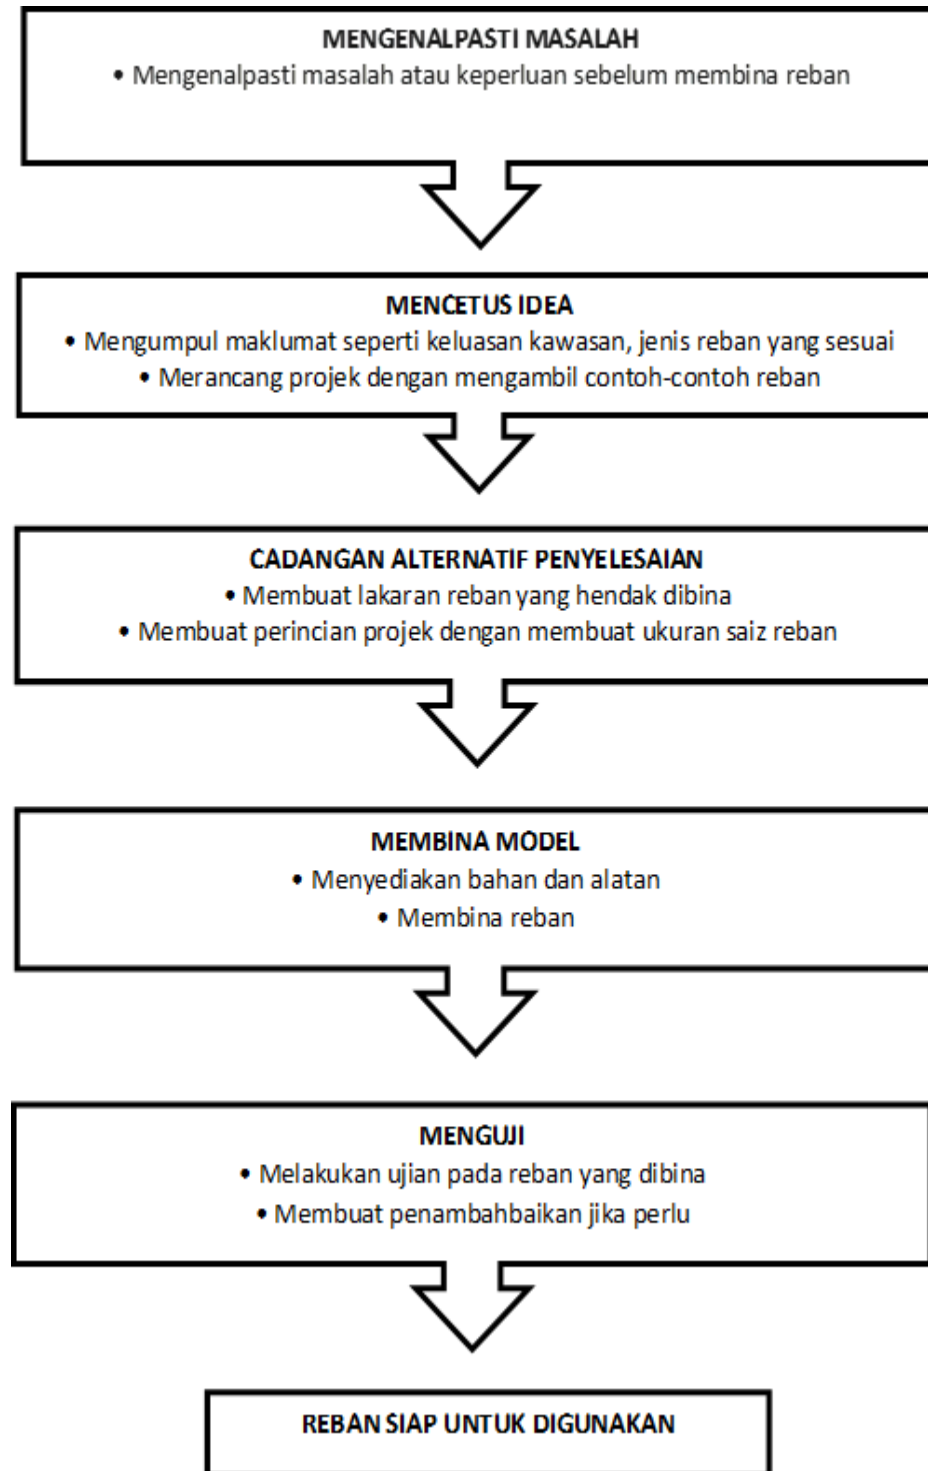 MENGENALPASTI MASALAH
• Mengenalpasti masalah atau keperluan sebelum membina reban
MENCETUS IDEA
• Mengumpul maklumat seperti keluasan kawasan, jenis reban yang sesuai
• Merancang projek dengan mengambil contoh-contoh reban
CADANGAN ALTERNATIF PENYELESAIAN
• Membuat lakaran reban yang hendak dibina
• Membuat perincian projek dengan membuat ukuran saiz reban
MEMBINA MODEL
• Menyediakan bahan dan alatan
• Membina reban
MENGUJI
• Melakukan ujian pada reban yang dibina
• Membuat penambahbaikan jika perlu
REBAN SIAP UNTUK DIGUNAKAN